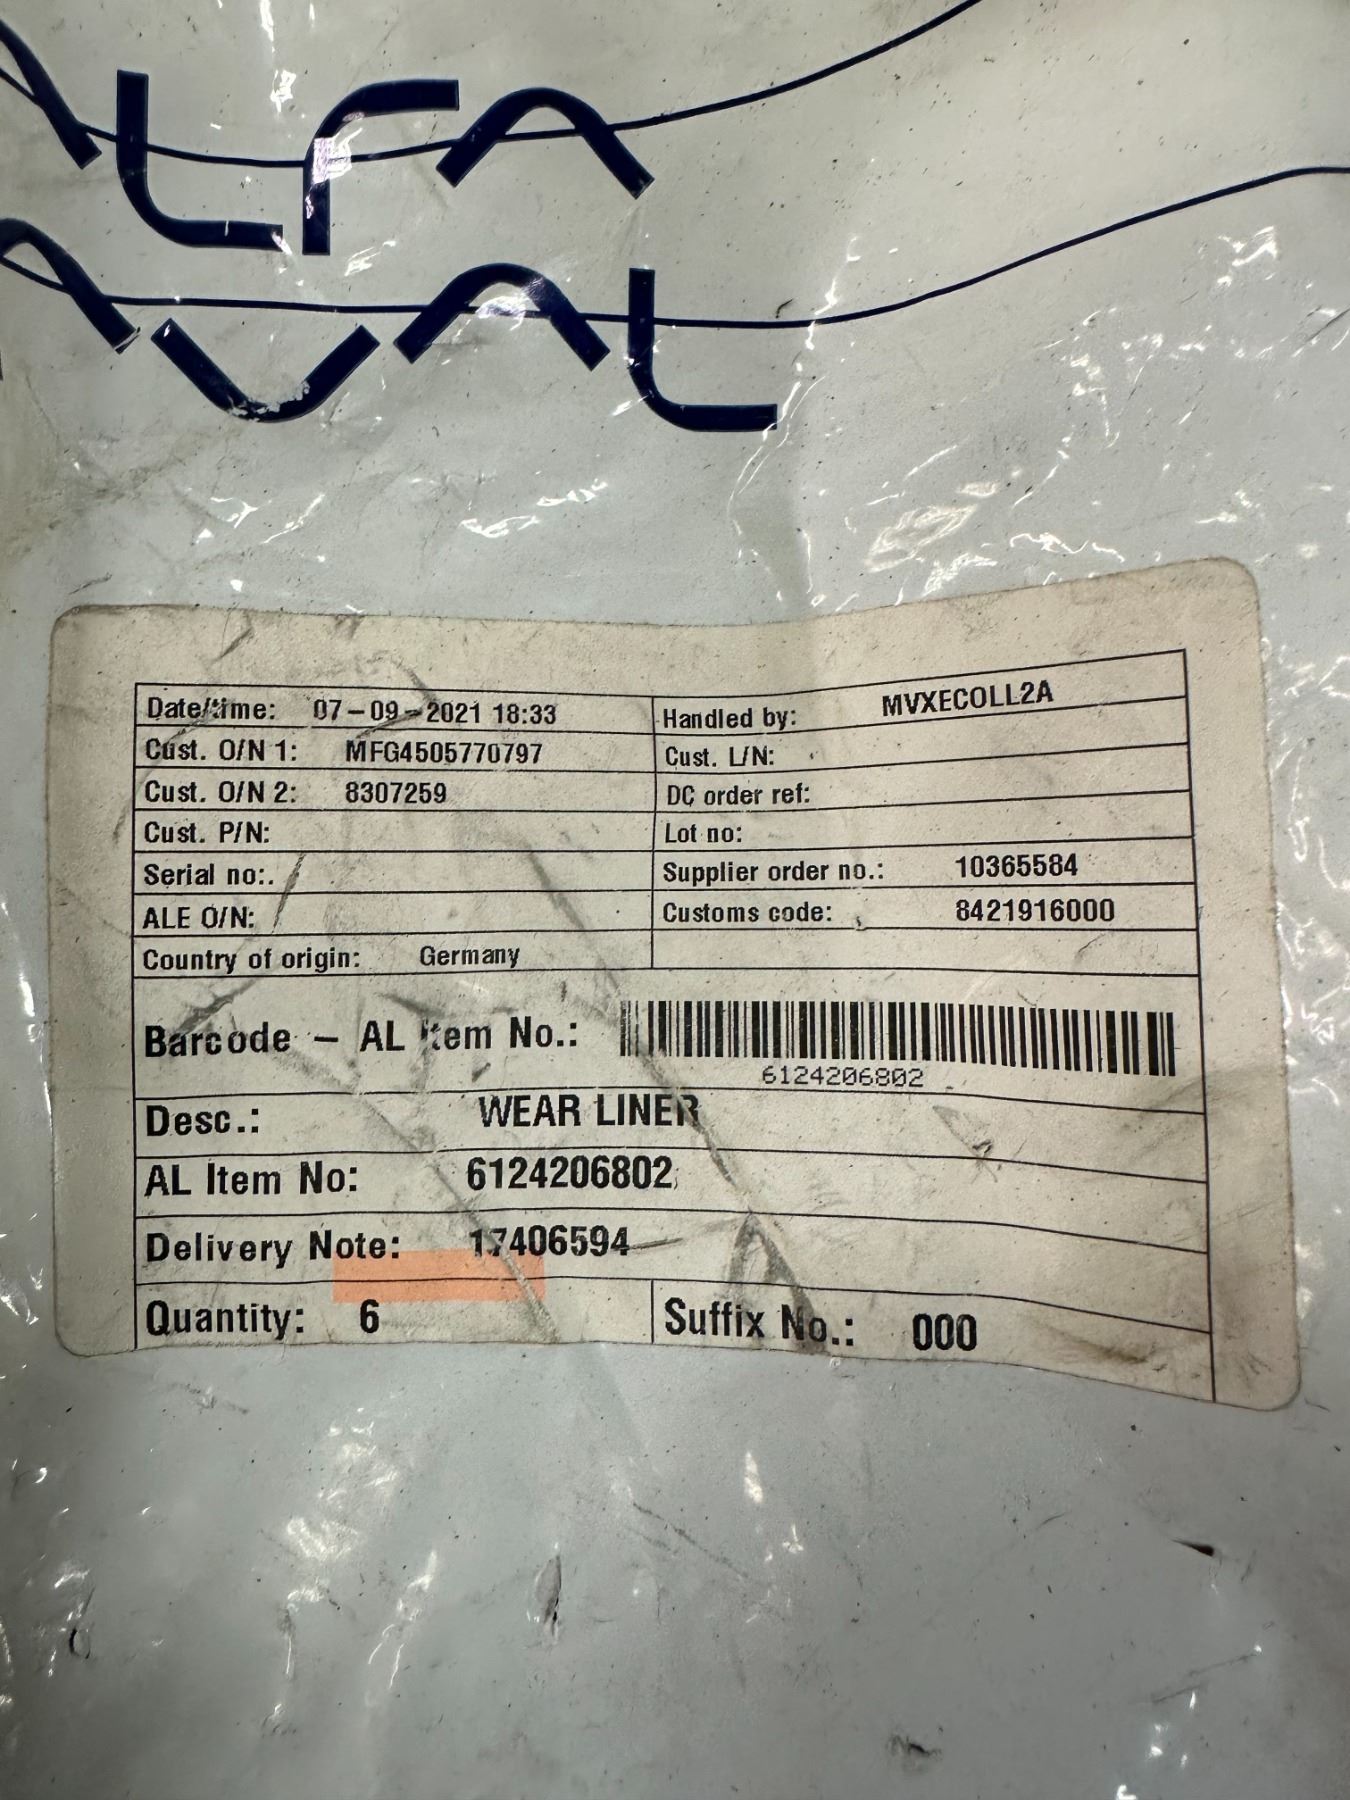 ALFA
LAVAL
Date/time: 07-09-2021 18:33 Handled by: MVXECOLL2A
Cust. O/N 1: MFG4505770797 Cust. L/N:
Cust. O/N 2: 8307259 DC order ref:
Cust. P/N: Lot no:
Serial no:. Supplier order no.: 10365584
ALE O/N: Customs code: 8421916000
Country of origin: Germany
Barcode - AL Item No.:
6124206802
Desc.: WEAR LINER
AL Item No: 6124206802
Delivery Note: 17406594
Quantity: 6 Suffix No.: 000